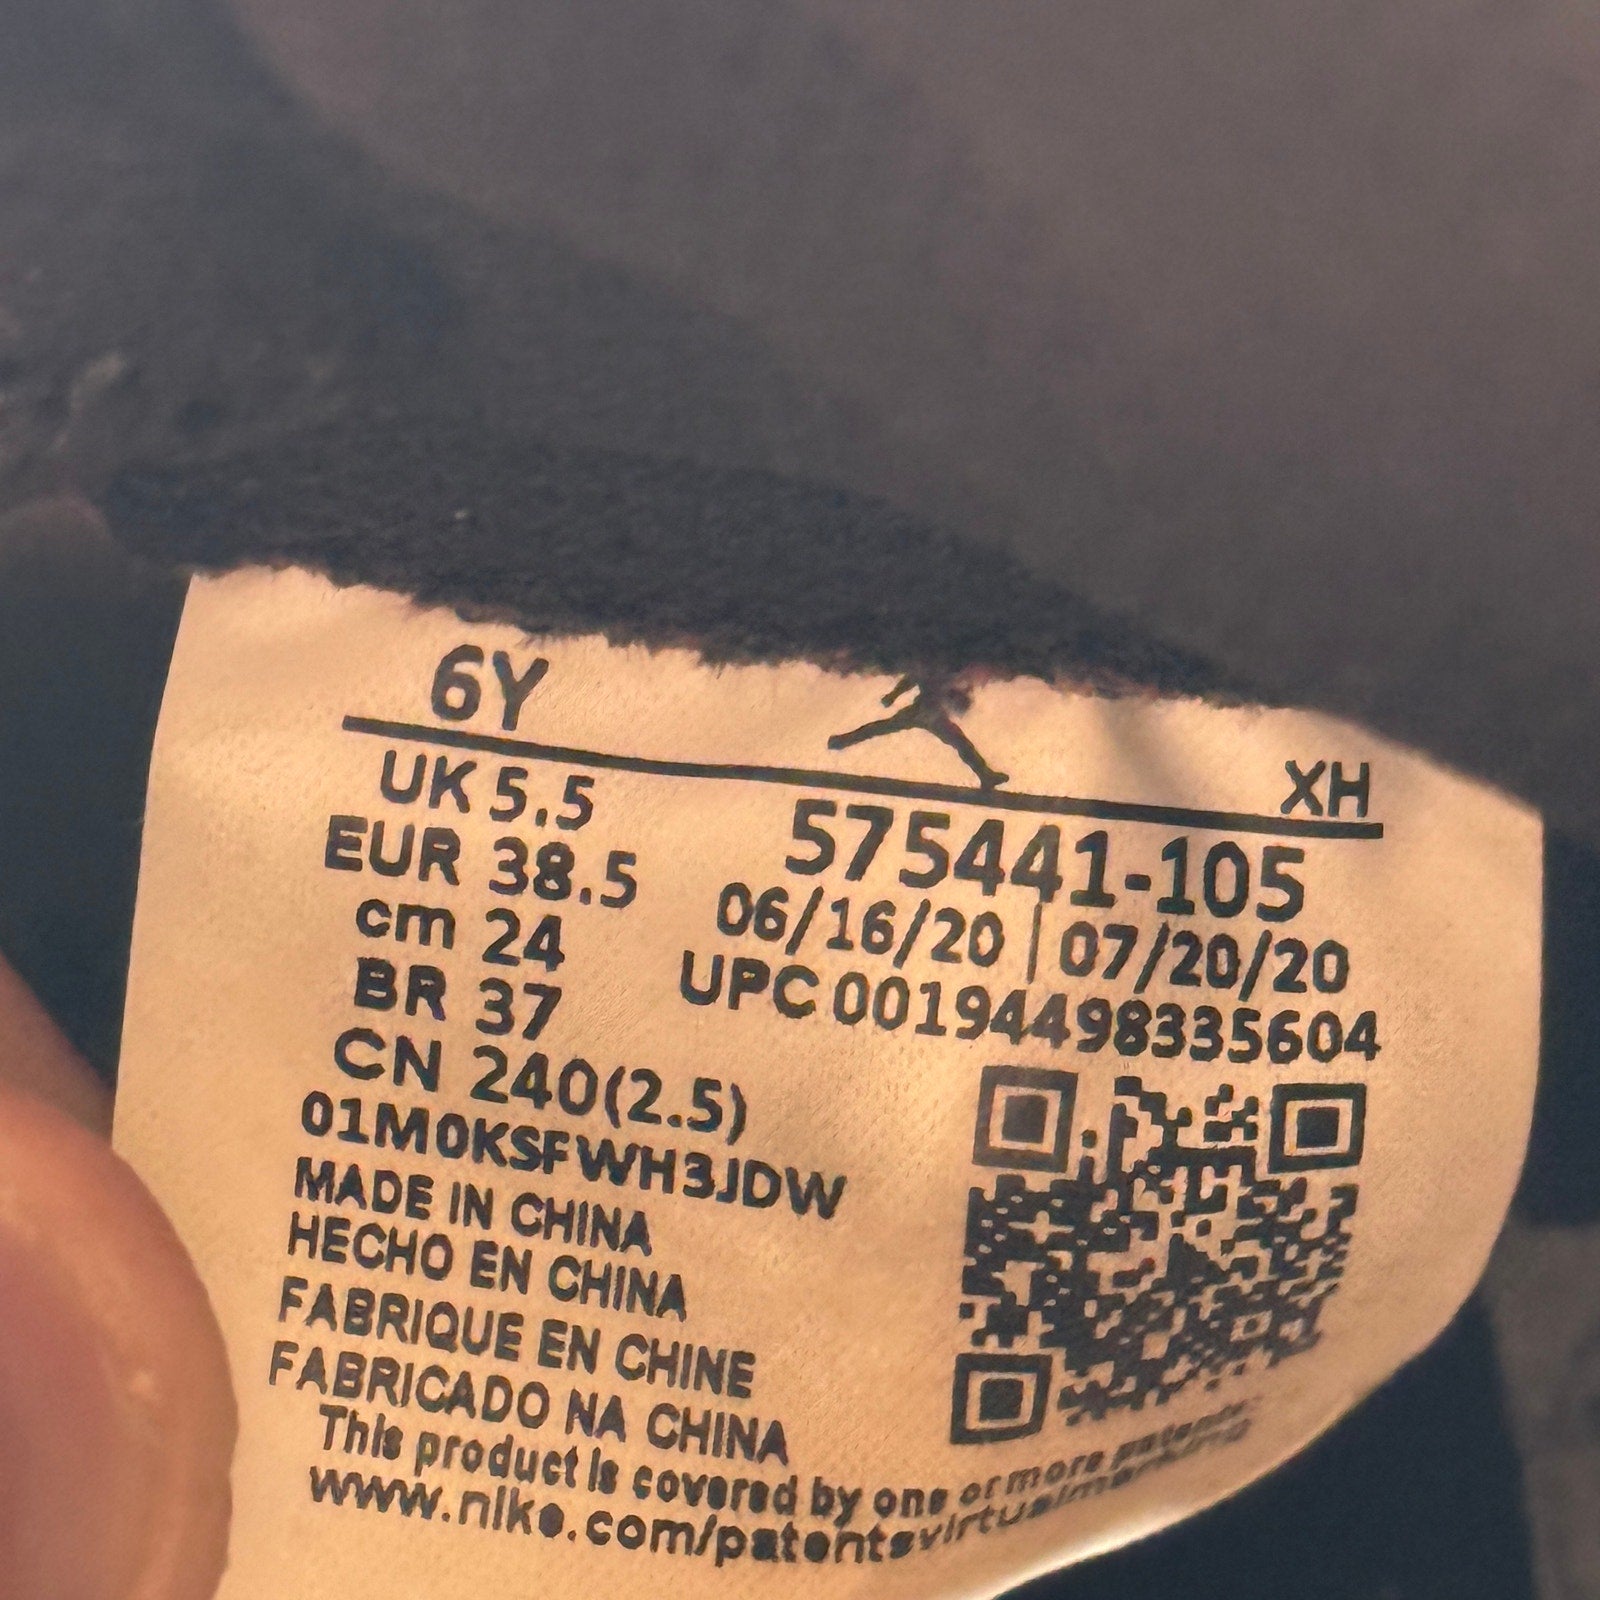 6Y
XH
UK 5.5
EUR 38.5
cm 24
BR 37
CN 240(2.5)
575441-105
06/16/20 | 07/20/20
UPC 00194498335604
01M0KSFWH3JDW
MADE IN CHINA
HECHO EN CHINA
FABRIQUE EN CHINE
FABRICADO NA CHINA
This product is covered by one or more patents:
www.nike.com/patentsvirtualmarking